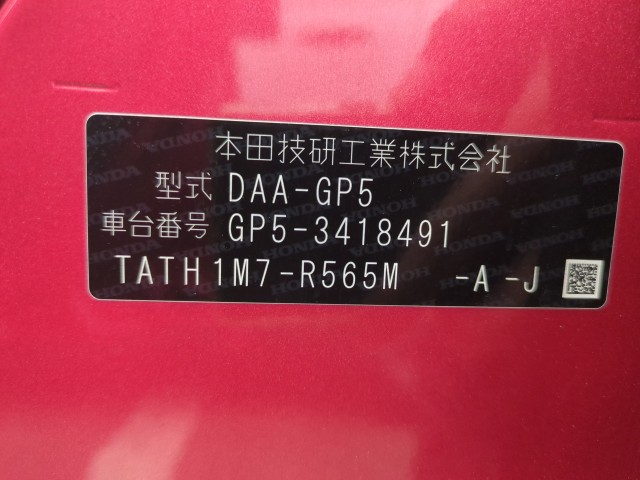 本田技研工業株式会社
型式 DAA-GP5
車台番号 GP5-3418491
TATH1M7-R565M -A -J